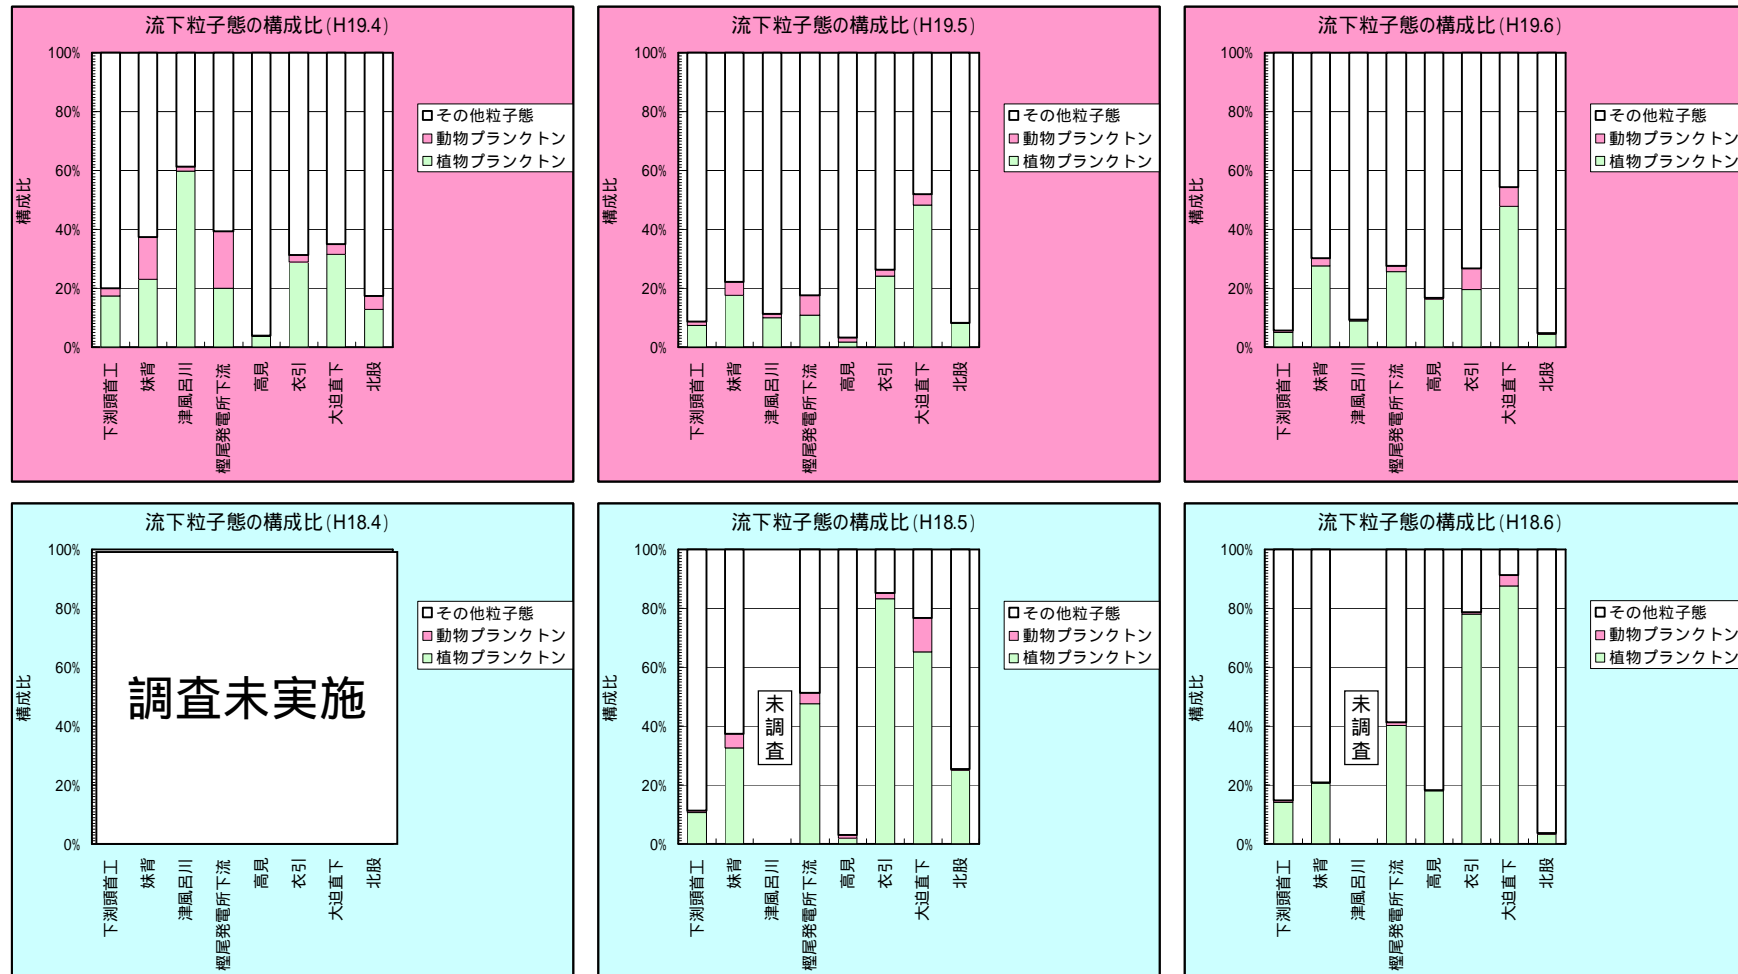 流下粒子態の構成比(H19.4)
100%
80%
60%
40%
20%
0%
構成比
下渕頭首工
妹背
津風呂川
樫尾発電所下流
高見
衣引
大迫直下
北股
その他粒子態
動物プランクトン
植物プランクトン
流下粒子態の構成比(H19.5)
100%
80%
60%
40%
20%
0%
構成比
下渕頭首工
妹背
津風呂川
樫尾発電所下流
高見
衣引
大迫直下
北股
その他粒子態
動物プランクトン
植物プランクトン
流下粒子態の構成比(H19.6)
100%
80%
60%
40%
20%
0%
構成比
下渕頭首工
妹背
津風呂川
樫尾発電所下流
高見
衣引
大迫直下
北股
その他粒子態
動物プランクトン
植物プランクトン
流下粒子態の構成比(H18.4)
100%
80%
60%
40%
20%
0%
構成比
調査未実施
下渕頭首工
妹背
津風呂川
樫尾発電所下流
高見
衣引
大迫直下
北股
その他粒子態
動物プランクトン
植物プランクトン
流下粒子態の構成比(H18.5)
100%
80%
60%
40%
20%
0%
構成比
未調査
下渕頭首工
妹背
津風呂川
樫尾発電所下流
高見
衣引
大迫直下
北股
その他粒子態
動物プランクトン
植物プランクトン
流下粒子態の構成比(H18.6)
100%
80%
60%
40%
20%
0%
構成比
未調査
下渕頭首工
妹背
津風呂川
樫尾発電所下流
高見
衣引
大迫直下
北股
その他粒子態
動物プランクトン
植物プランクトン